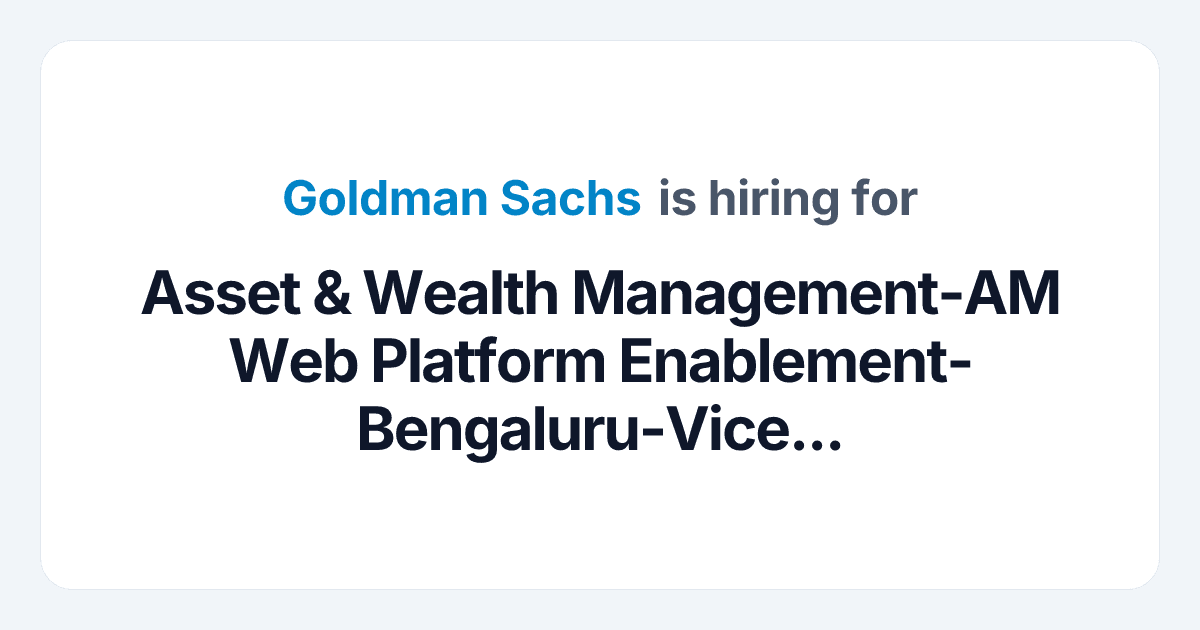 Goldman Sachs is hiring for
Asset & Wealth Management-AM
Web Platform Enablement-
Bengaluru-Vice...